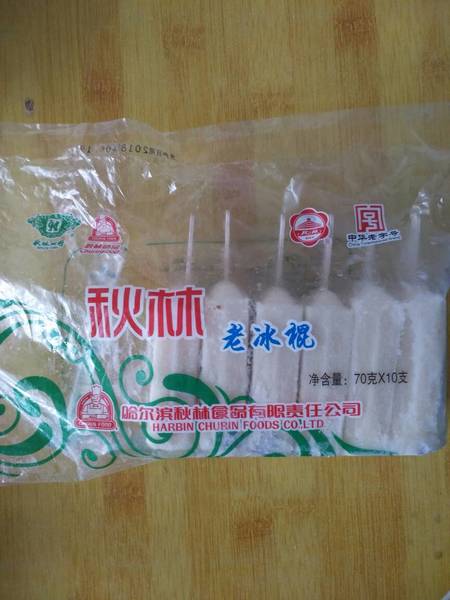 中华老字号
秋林
老冰棍
净含量：70克X10支
CHURIN FOOD
哈尔滨秋林食品有限责任公司
HARBIN CHURIN FOODS CO.,LTD.